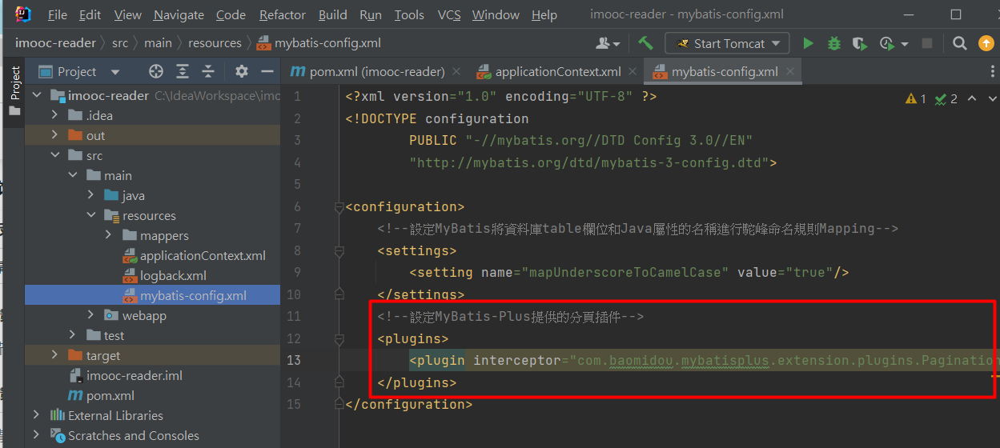 File Edit View Navigate Code Refactor Build Run Tools VCS Window Help imooc-reader - mybatis-config.xml
imooc-reader src main resources mybatis-config.xml Start Tomcat
Project Project pom.xml (imooc-reader) applicationContext.xml mybatis-config.xml
imooc-reader C:\IdeaWorkspace\imo
.idea
out
src
main
java
resources
mappers
applicationContext.xml
logback.xml
mybatis-config.xml
webapp
test
target
imooc-reader.iml
pom.xml
External Libraries
Scratches and Consoles
1 <?xml version="1.0" encoding="UTF-8" ?> 1 2
2 <!DOCTYPE configuration
3 PUBLIC "-//mybatis.org//DTD Config 3.0//EN"
4 "http://mybatis.org/dtd/mybatis-3-config.dtd">
5
6 <configuration>
7 <!--設定MyBatis將資料庫table欄位和Java屬性的名稱進行駝峰命名規則Mapping-->
8 <settings>
9 <setting name="mapUnderscoreToCamelCase" value="true"/>
10 </settings>
11 <!--設定MyBatis-Plus提供的分頁插件-->
12 <plugins>
13 <plugin interceptor="com.baomidou.mybatisplus.extension.plugins.Pagination
14 </plugins>
15 </configuration>